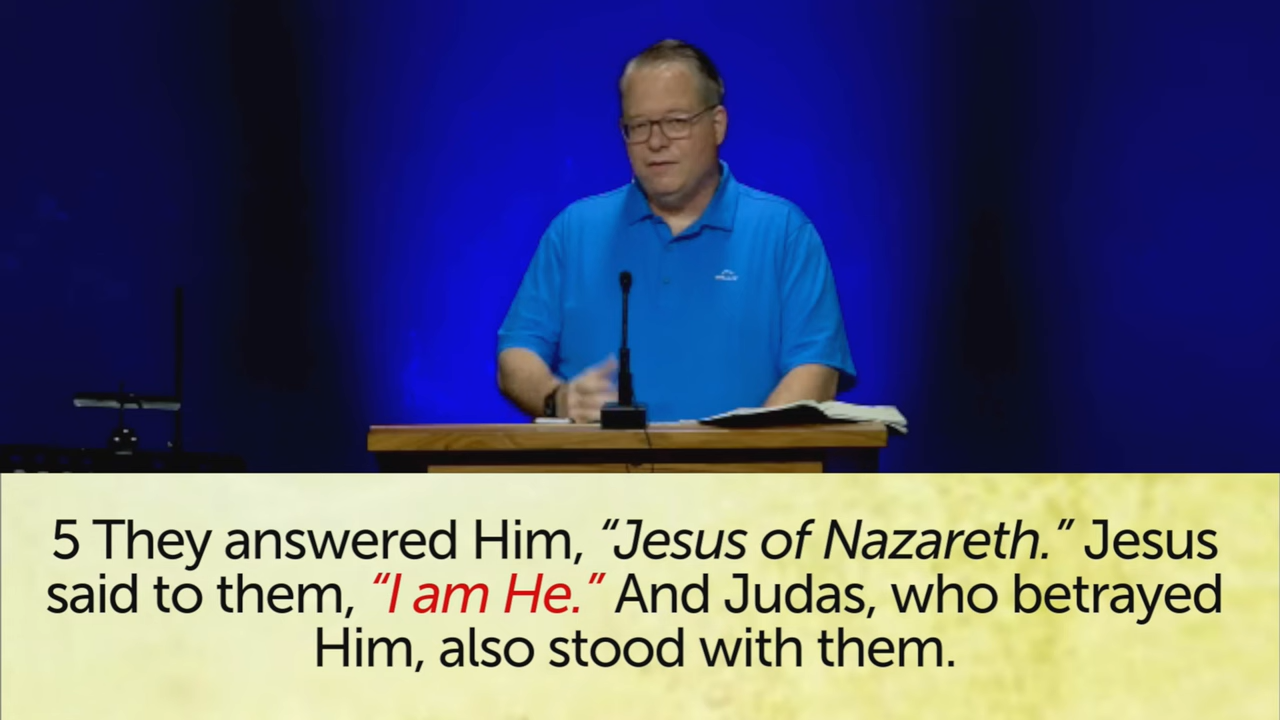 5 They answered Him, “Jesus of Nazareth.” Jesus
said to them, “I am He.” And Judas, who betrayed
Him, also stood with them.